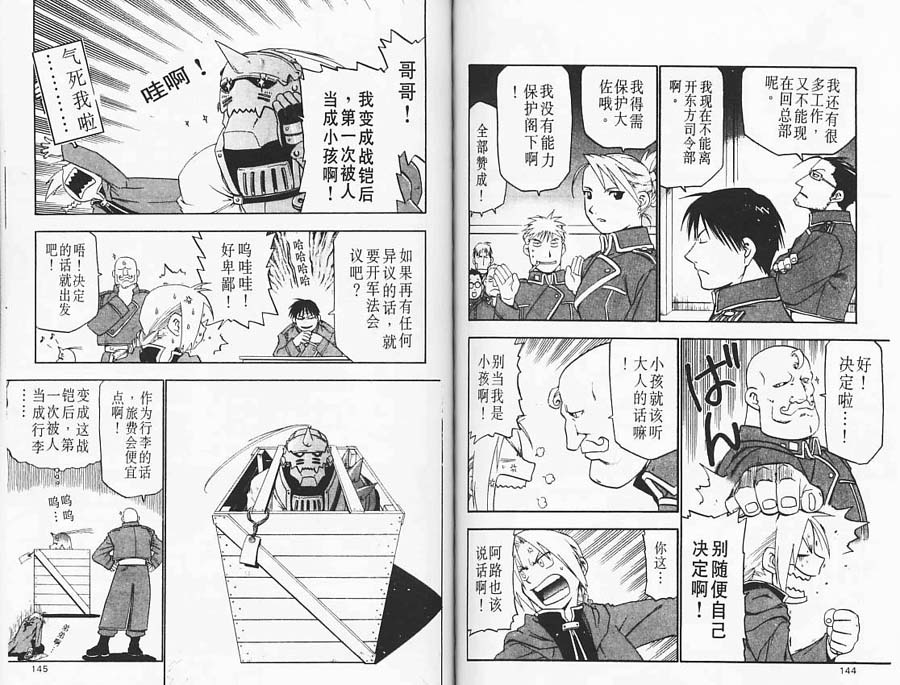 我还有很
多工作，
又不能现
在回总部
呢。
我现在不能离
开东方司令部
啊。
我得需
保护大
佐哦。
我没有能力
保护阁下啊
！
全部赞成！
好！
决定啦…！
ばん
小孩就该听
大人的话嘛
！
别当我是
小孩啊！
别随便自己
决定啊！
你这…
阿路也该
说话啊！
144
哥哥！
我变成战铠后
，第一次被人
当成小孩啊！
哇啊！
气死我啦
………
如果再有任何
异议的话，就
要开军法会
议吧？
哈
哈哈哈
呜哇！
好卑鄙！
唔！决定
的话就出发
吧！
作为行李的话
，旅费会便宜
点啊！
变成这战
铠后，第
一次被人
当成行李
……
呜…
呜呜
145